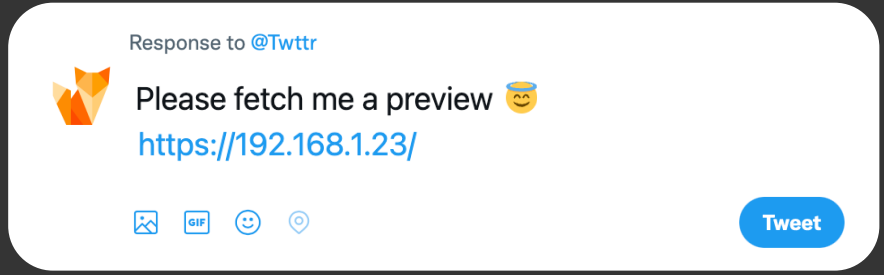 Response to @Twttr
Please fetch me a preview 😇
https://192.168.1.23/
GIF
Tweet